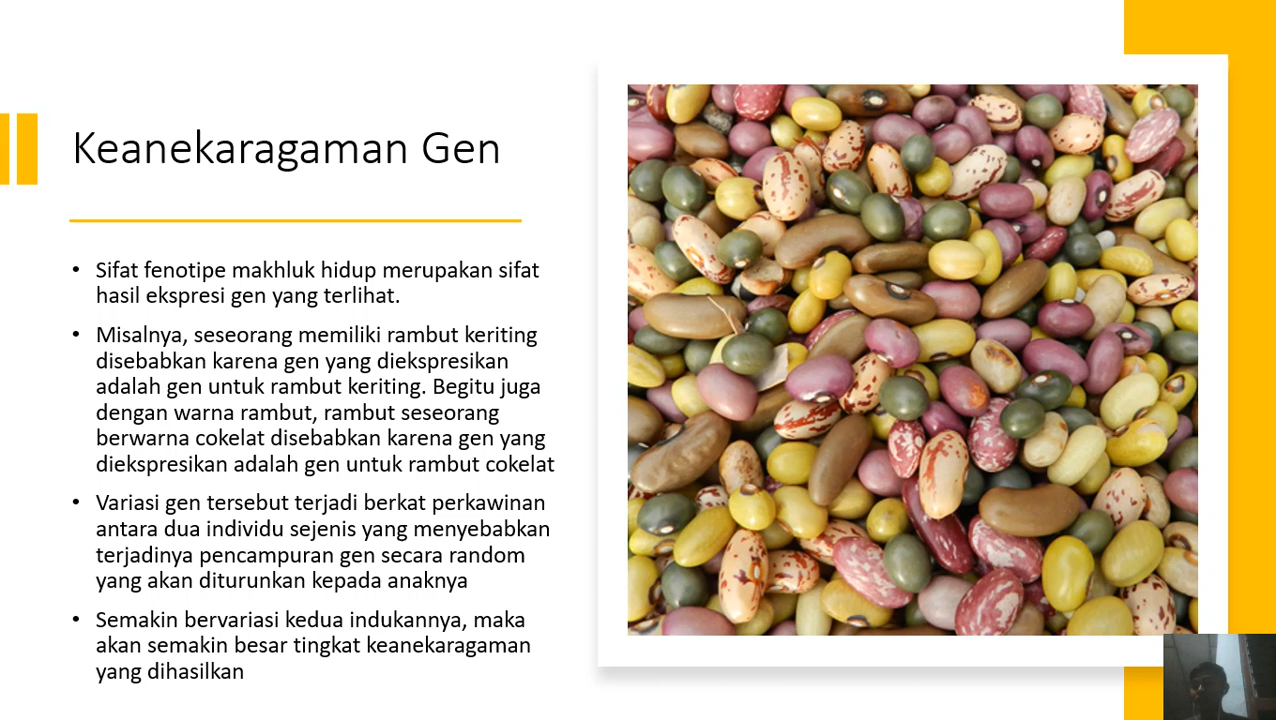 Keanekaragaman Gen
• Sifat fenotipe makhluk hidup merupakan sifat
hasil ekspresi gen yang terlihat.
• Misalnya, seseorang memiliki rambut keriting
disebabkan karena gen yang diekspresikan
adalah gen untuk rambut keriting. Begitu juga
dengan warna rambut, rambut seseorang
berwarna cokelat disebabkan karena gen yang
diekspresikan adalah gen untuk rambut cokelat
• Variasi gen tersebut terjadi berkat perkawinan
antara dua individu sejenis yang menyebabkan
terjadinya pencampuran gen secara random
yang akan diturunkan kepada anaknya
• Semakin bervariasi kedua indukannya, maka
akan semakin besar tingkat keanekaragaman
yang dihasilkan